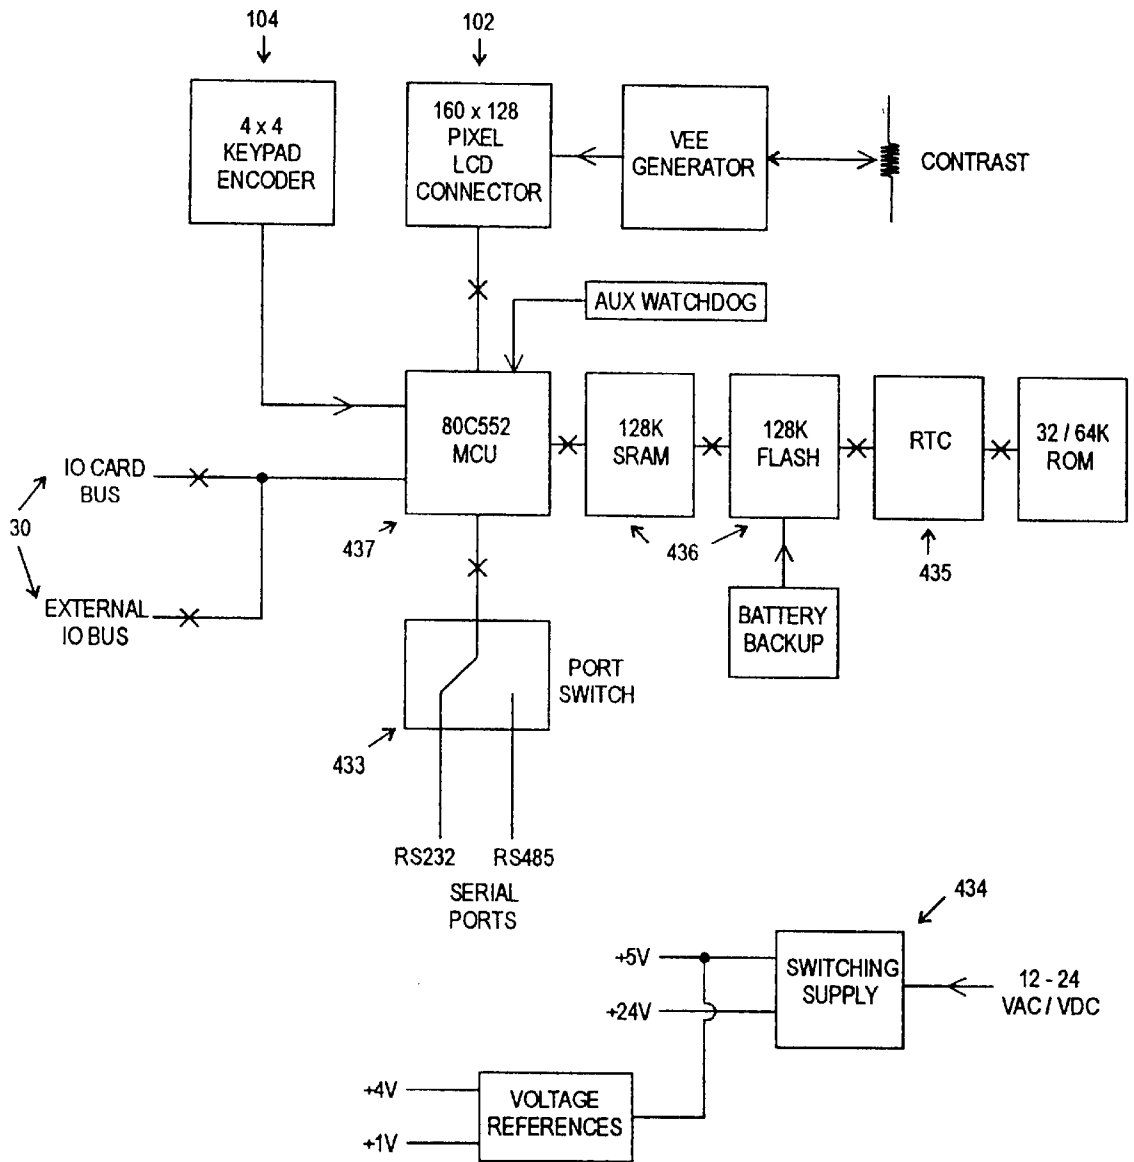 104
102
4 x 4
KEYPAD
ENCODER
160 x 128
PIXEL
LCD
CONNECTOR
VEE
GENERATOR
CONTRAST
AUX WATCHDOG
80C552
MCU
128K
SRAM
128K
FLASH
RTC
32 / 64K
ROM
IO CARD
BUS
30
437
436
435
EXTERNAL
IO BUS
BATTERY
BACKUP
PORT
SWITCH
433
RS232
RS485
SERIAL
PORTS
434
+5V
SWITCHING
SUPPLY
12 - 24
VAC / VDC
+24V
+4V
VOLTAGE
REFERENCES
+1V